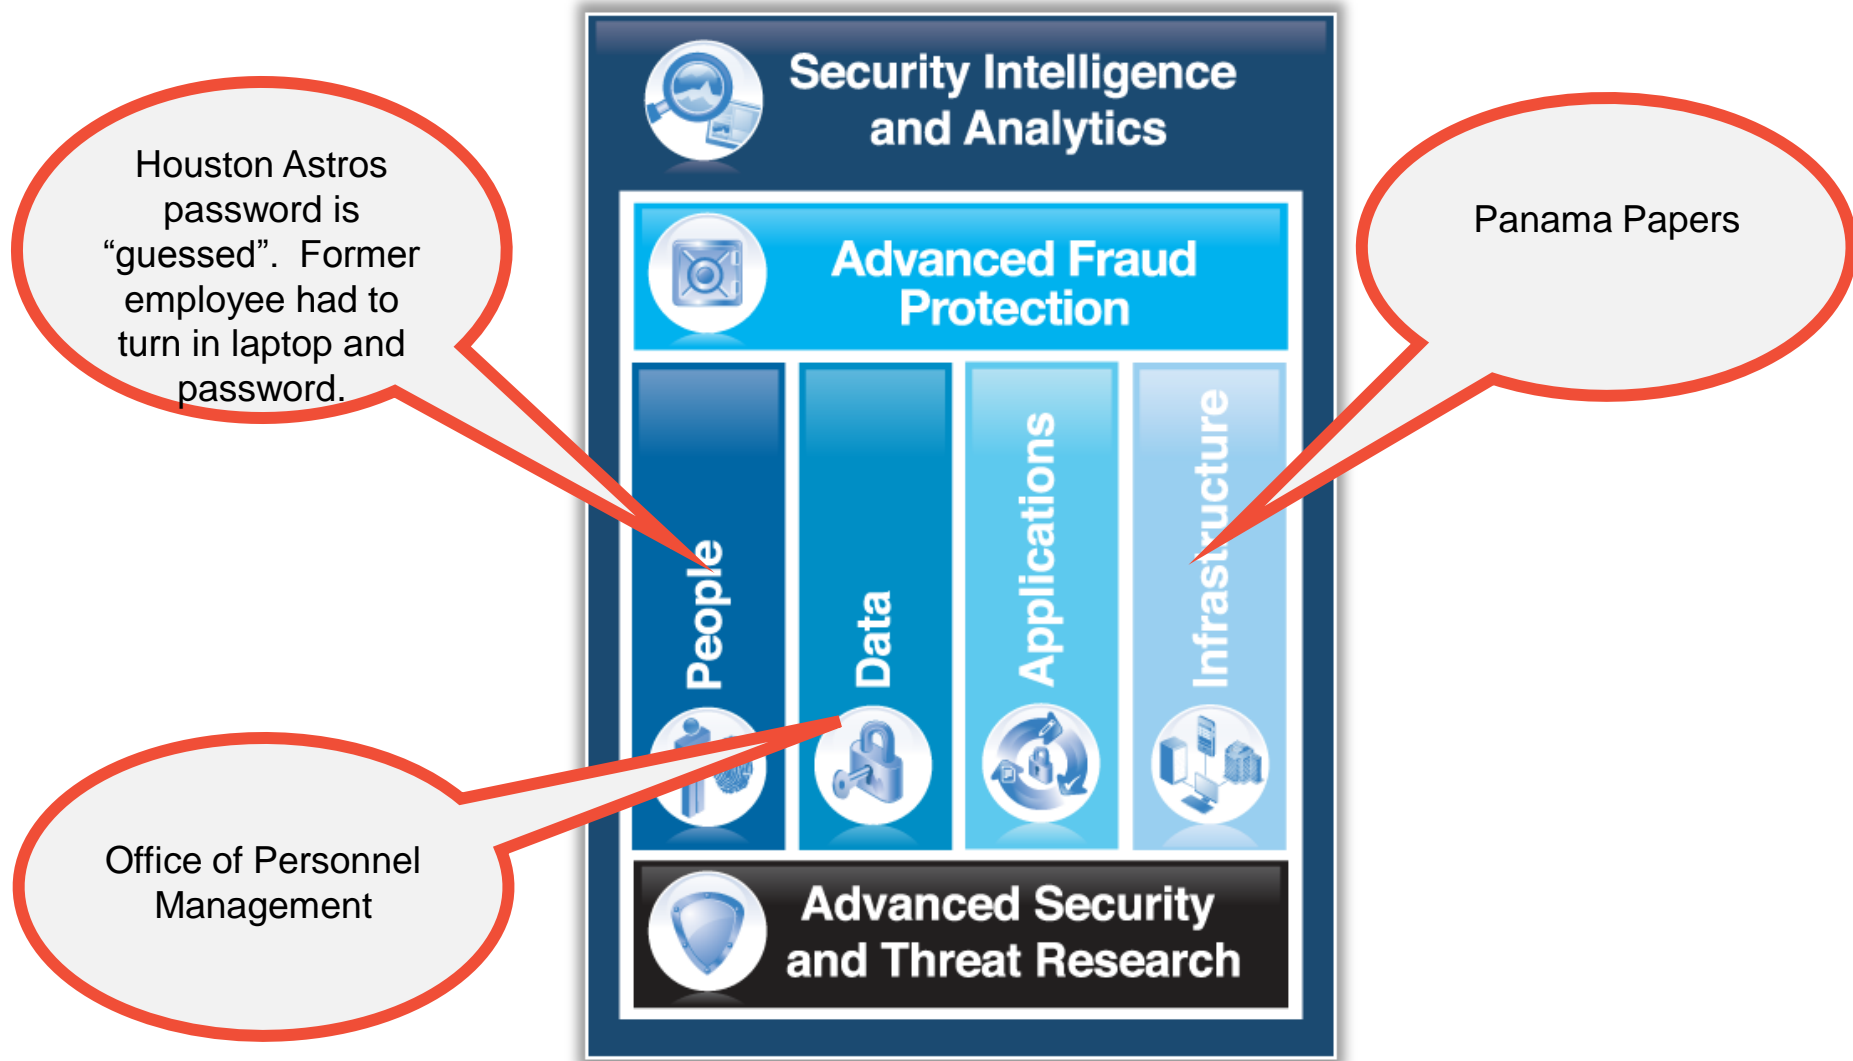 Security Intelligence
and Analytics
Houston Astros
password is
“guessed”.  Former
employee had to
turn in laptop and
password.
Panama Papers
Advanced Fraud
Protection
People
Data
Applications
Infrastructure
Office of Personnel
Management
Advanced Security
and Threat Research